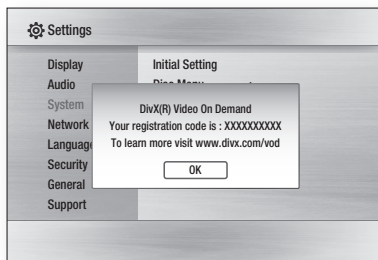 Settings
Display
Initial Setting
Audio
System
Network
Language
Security
General
Support
DivX(R) Video On Demand
Your registration code is : XXXXXXXXXX
To learn more visit www.divx.com/vod
OK